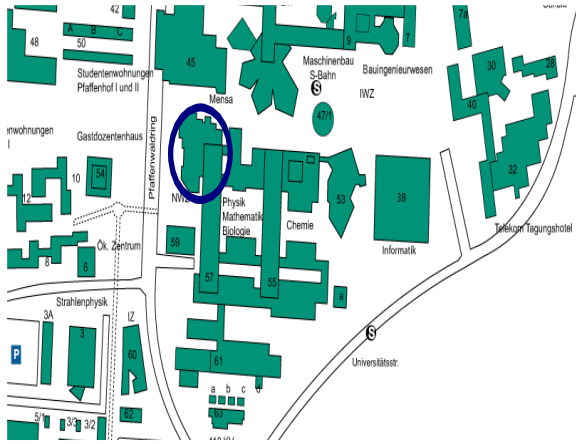 42
7a
A B C
48
50
45
9
7
Studentenwohnungen
Pfaffenhof I und II
Maschinenbau
S-Bahn
S
Bauingenieurwesen
IWZ
30
28
40
Mensa
47/1
Gastdozentenhaus
Pfaffenwaldring
32
54
10
12
NWZ
Physik
Mathematik
Biologie
Chemie
53
38
Informatik
Telekom Tagungshotel
59
Ök. Zentrum
8
6
57
55
a
Strahlenphysik
3A
3
IZ
60
P
61
S
Universitätsstr.
a b c d
5/1
3/3
3/2
62
63